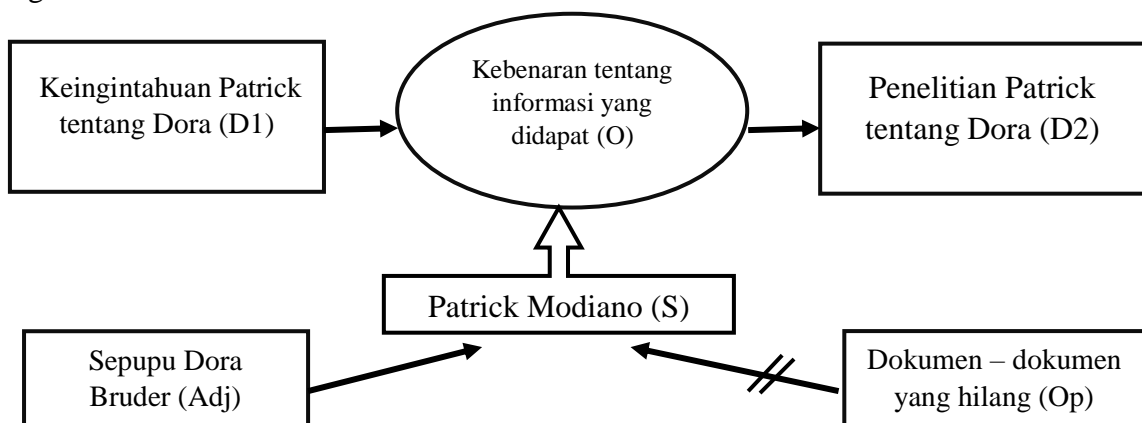 Keingintahuan Patrick
tentang Dora (D1)
Kebenaran tentang
informasi yang
didapat (O)
Penelitian Patrick
tentang Dora (D2)
Patrick Modiano (S)
Sepupu Dora
Bruder (Adj)
Dokumen – dokumen
yang hilang (Op)